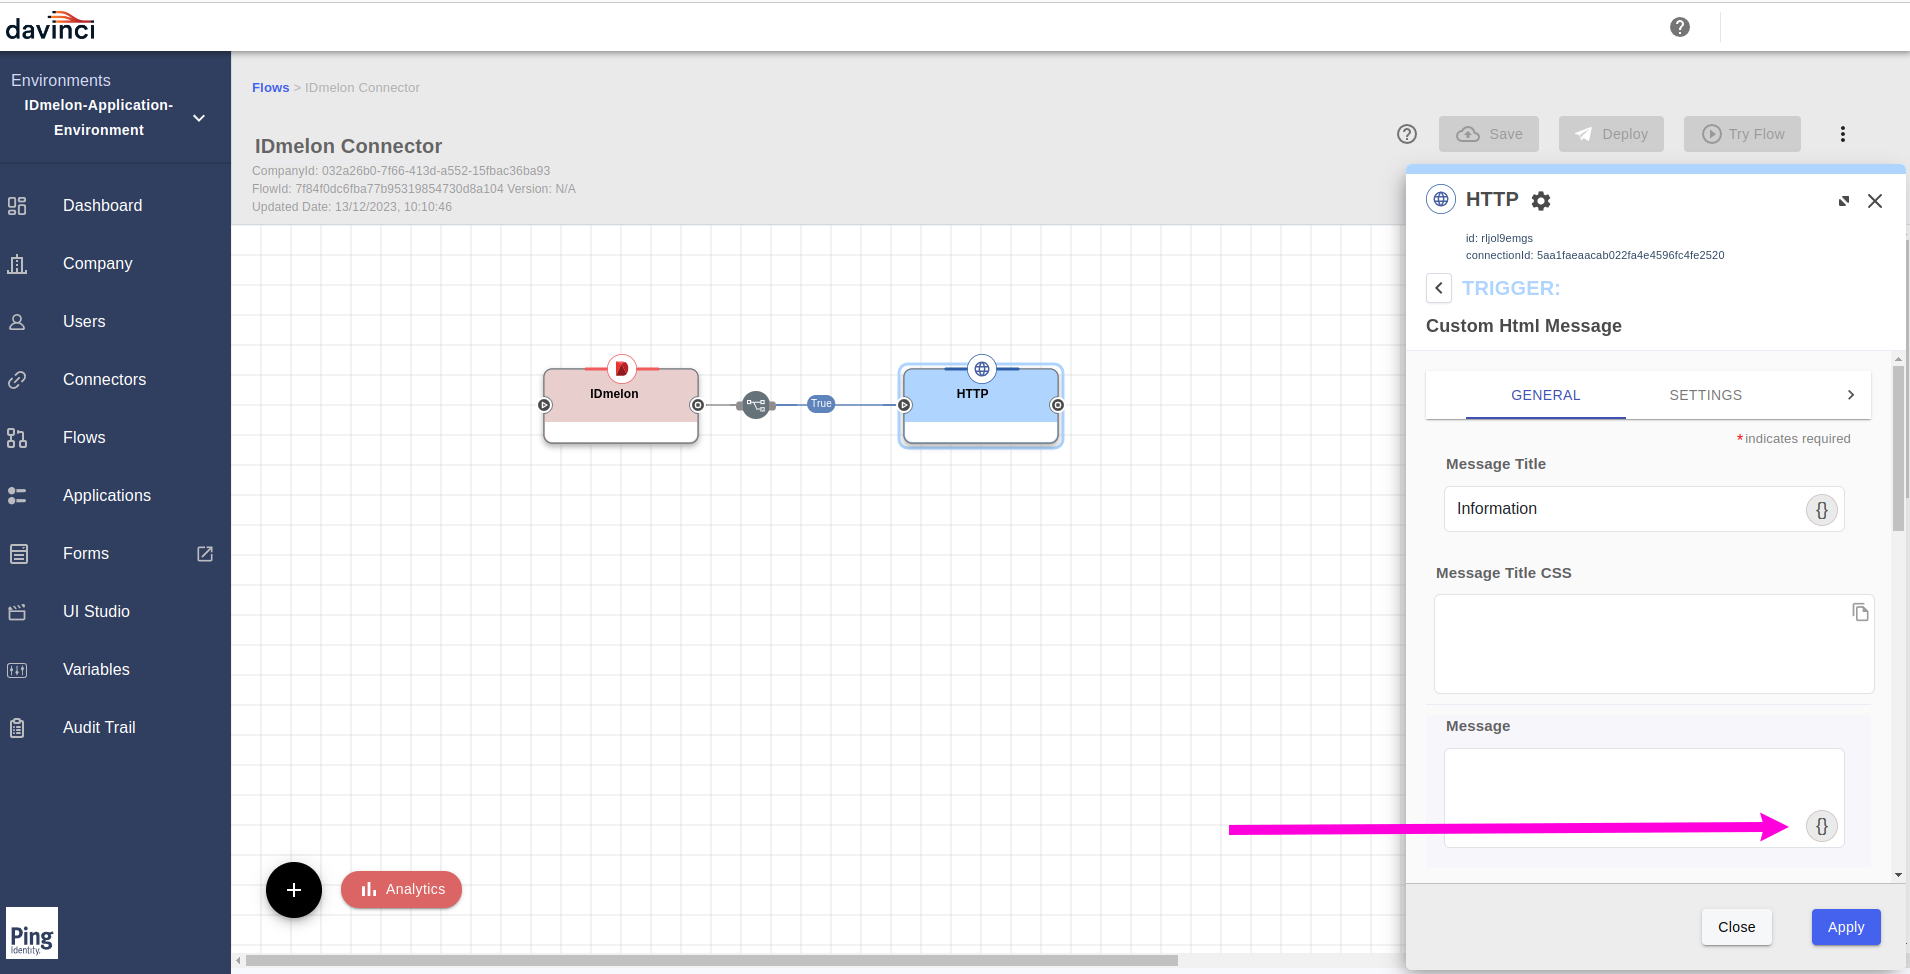 davinci
Environments
IDmelon-Application-
Environment
Dashboard
Company
Users
Connectors
Flows
Applications
Forms
UI Studio
Variables
Audit Trail
Ping
Identity.
Flows > IDmelon Connector
IDmelon Connector
CompanyId: 032a26b0-7f66-413d-a552-15fbac36ba93
FlowId: 7f84f0dc6fba77b95319854730d8a104 Version: N/A
Updated Date: 13/12/2023, 10:10:46
Save
Deploy
Try Flow
IDmelon
True
HTTP
Analytics
HTTP
id: rljol9emgs
connectionId: 5aa1faeaacab022fa4e4596fc4fe2520
TRIGGER:
Custom Html Message
GENERAL
SETTINGS
*indicates required
Message Title
Information
{}
Message Title CSS
Message
{}
Close
Apply